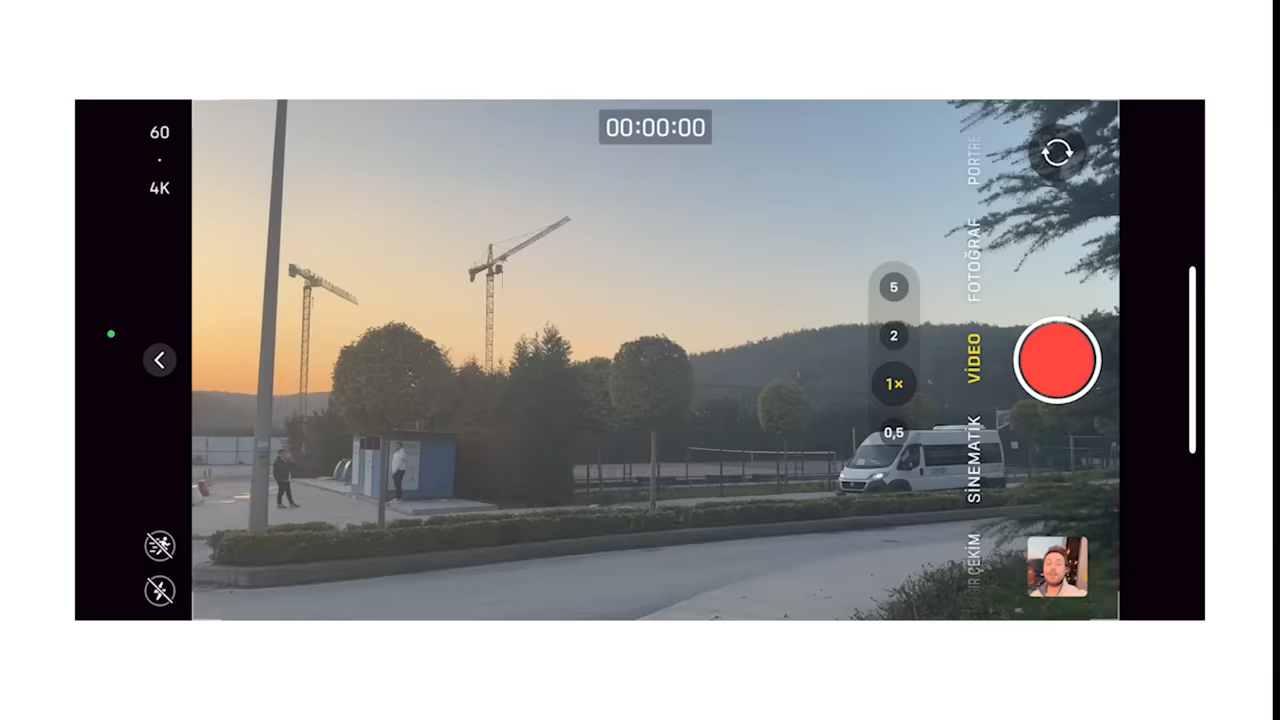 60
4K
00:00:00
PORTRE
FOTOĞRAF
VİDEO
SİNEMATİK
5
2
1×
0,5